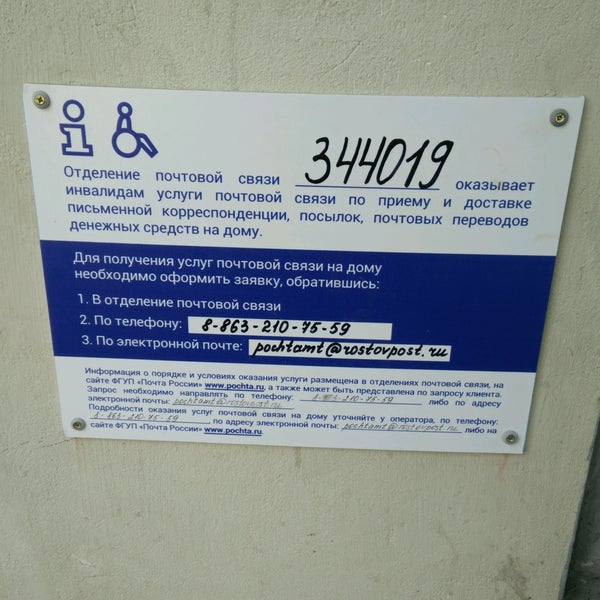 344019
Отделение почтовой связи оказывает
инвалидам услуги почтовой связи по приему и доставке
письменной корреспонденции, посылок, почтовых переводов
денежных средств на дому.
Для получения услуг почтовой связи на дому
необходимо оформить заявку, обратившись:
1. В отделение почтовой связи
2. По телефону: 8-863-210-75-59
3. По электронной почте: pochtamt@rostovpost.ru
Информация о порядке и условиях оказания услуги размещена в отделениях почтовой связи, на
сайте ФГУП «Почта России» www.pochta.ru, а также может быть представлена по запросу клиента.
Запрос необходимо направлять по телефону: 8-863-210-75-59 либо по адресу
электронной почты: pochtamt@rostovpost.ru
Подробности оказания услуг почтовой связи на дому уточняйте у оператора, по телефону:
8-863-210-75-59 по адресу электронной почты: pochtamt@rostovpost.ru либо на
сайте ФГУП «Почта России» www.pochta.ru.